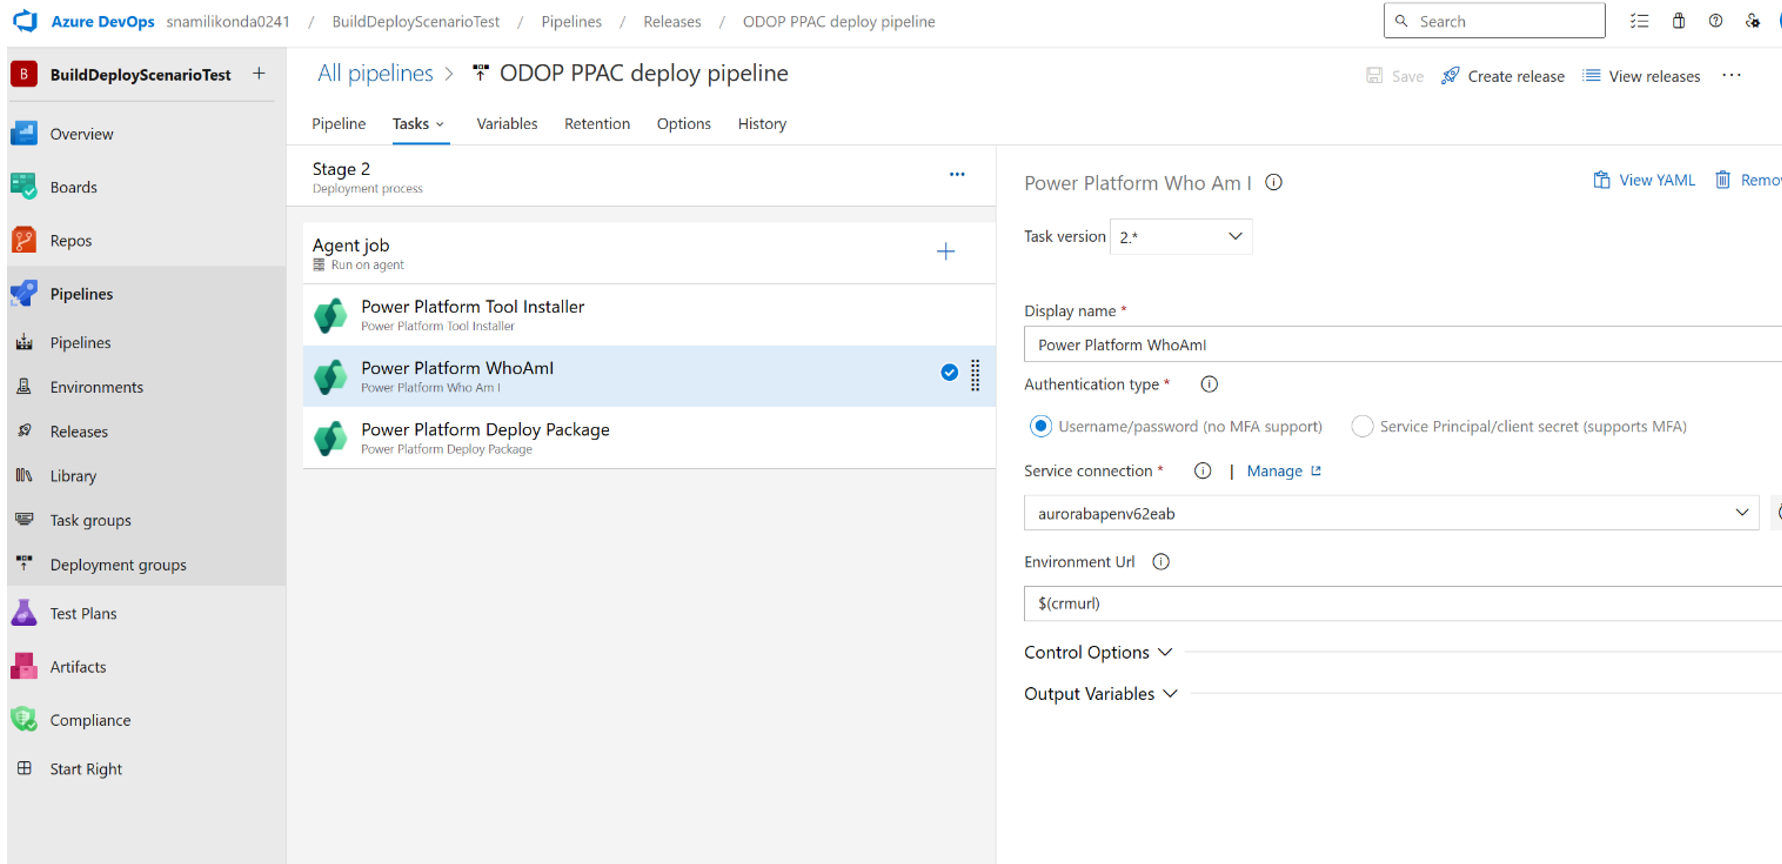 Azure DevOps snamilikonda0241 / BuildDeployScenarioTest / Pipelines / Releases / ODOP PPAC deploy pipeline
Search
B BuildDeployScenarioTest +
All pipelines > ODOP PPAC deploy pipeline
Save Create release View releases ...
Overview
Boards
Repos
Pipelines
Pipelines
Environments
Releases
Library
Task groups
Deployment groups
Test Plans
Artifacts
Compliance
Start Right
Pipeline Tasks Variables Retention Options History
Stage 2
Deployment process
Agent job
Run on agent
Power Platform Tool Installer
Power Platform Tool Installer
Power Platform WhoAmI
Power Platform Who Am I
Power Platform Deploy Package
Power Platform Deploy Package
Power Platform Who Am I
View YAML Remov
Task version 2.*
Display name *
Power Platform WhoAmI
Authentication type *
Username/password (no MFA support) Service Principal/client secret (supports MFA)
Service connection * | Manage
aurorabapenv62eab
Environment Url
$(crmurl)
Control Options
Output Variables